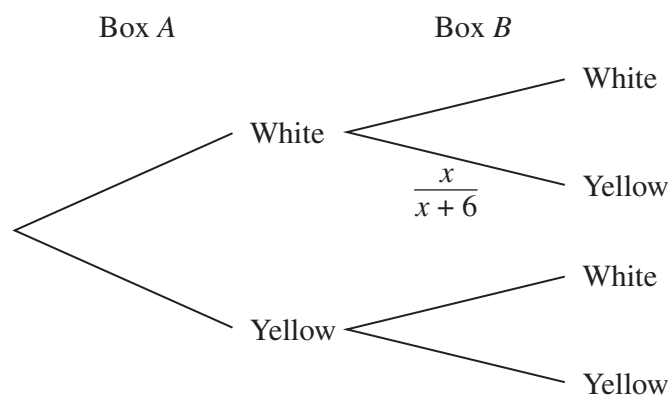 Box A Box B
White
White
x
x + 6
Yellow
White
Yellow
Yellow